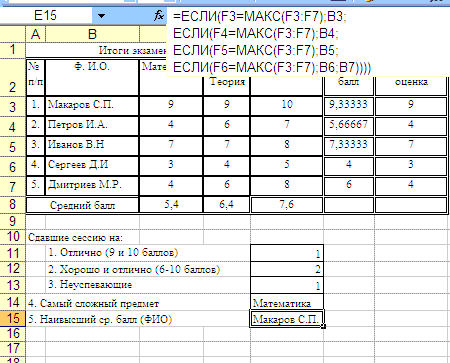 E15 fx =ЕСЛИ(F3=МАКС(F3:F7);B3;
ЕСЛИ(F4=МАКС(F3:F7);B4;
ЕСЛИ(F5=МАКС(F3:F7);B5;
ЕСЛИ(F6=МАКС(F3:F7);B6;B7))))
A B
1 Итоги экзамен
№ Ф. И.О. Мате
2 п/п Теория балл оценка
3 1. Макаров С.П. 9 9 10 9,33333 9
4 2. Петров И.А. 4 6 7 5,66667 4
5 3. Иванов В.Н 7 7 8 7,33333 7
6 4. Сергеев Д.И 3 4 5 4 3
7 5. Дмитриев М.Р. 4 6 8 6 4
8 Средний балл 5,4 6,4 7,6
9
10 Сдавшие сессию на:
11 1. Отлично (9 и 10 баллов) 1
12 2. Хорошо и отлично (6-10 баллов) 2
13 3. Неуспевающие 1
14 4. Самый сложный предмет Математика
15 5. Наивысший ср. балл (ФИО) Макаров С.П.
16
17
18